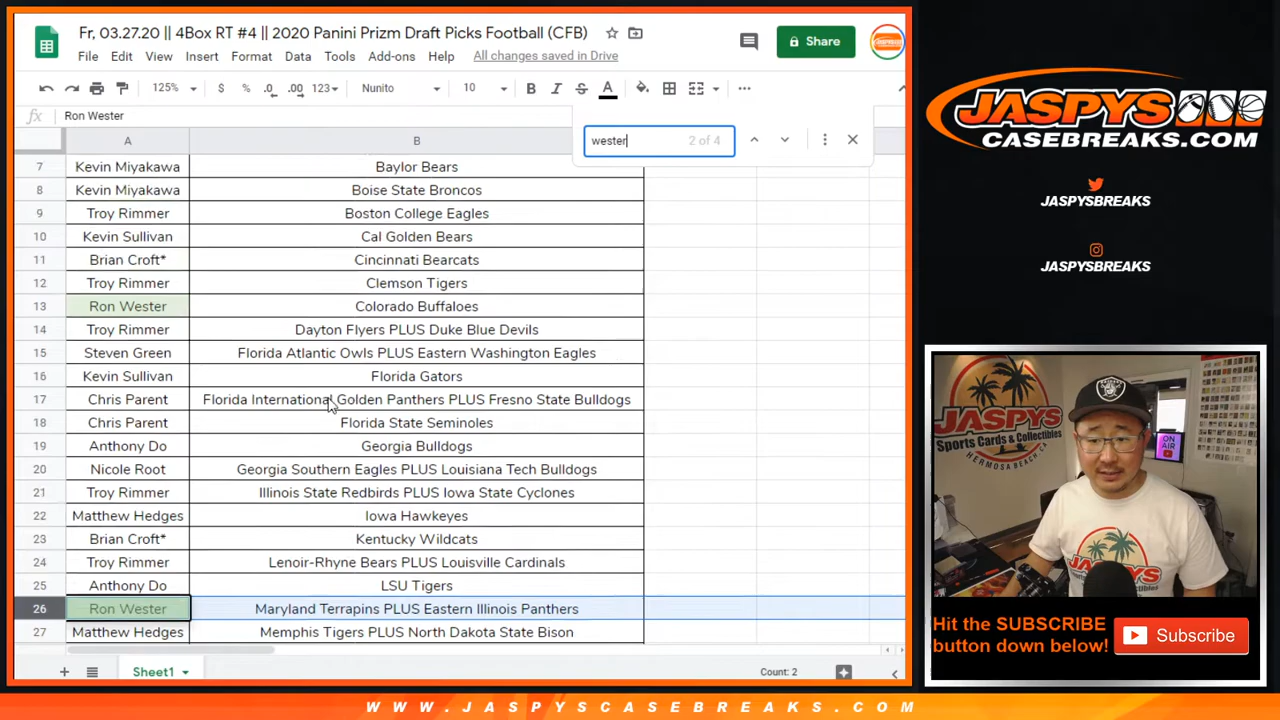 Fr, 03.27.20 || 4Box RT #4 || 2020 Panini Prizm Draft Picks Football (CFB)
File Edit View Insert Format Data Tools Add-ons Help All changes saved in Drive
Share
125% $ % .0 .00 123 Nunito 10 B I S A
fx Ron Wester
wester 2 of 4
A B
7 Kevin Miyakawa Baylor Bears
8 Kevin Miyakawa Boise State Broncos
9 Troy Rimmer Boston College Eagles
10 Kevin Sullivan Cal Golden Bears
11 Brian Croft* Cincinnati Bearcats
12 Troy Rimmer Clemson Tigers
13 Ron Wester Colorado Buffaloes
14 Troy Rimmer Dayton Flyers PLUS Duke Blue Devils
15 Steven Green Florida Atlantic Owls PLUS Eastern Washington Eagles
16 Kevin Sullivan Florida Gators
17 Chris Parent Florida International Golden Panthers PLUS Fresno State Bulldogs
18 Chris Parent Florida State Seminoles
19 Anthony Do Georgia Bulldogs
20 Nicole Root Georgia Southern Eagles PLUS Louisiana Tech Bulldogs
21 Troy Rimmer Illinois State Redbirds PLUS Iowa State Cyclones
22 Matthew Hedges Iowa Hawkeyes
23 Brian Croft* Kentucky Wildcats
24 Troy Rimmer Lenoir-Rhyne Bears PLUS Louisville Cardinals
25 Anthony Do LSU Tigers
26 Ron Wester Maryland Terrapins PLUS Eastern Illinois Panthers
27 Matthew Hedges Memphis Tigers PLUS North Dakota State Bison
Sheet1
Count: 2
JASPYS
CASEBREAKS.COM
JASPYSBREAKS
JASPYSBREAKS
JASPYS
Sports Cards & Collectibles
HERMOSA BEACH, CA
ON AIR
JASPYS
Hit the SUBSCRIBE
button down below!
Subscribe
WWW.JASPYSCASEBREAKS.COM